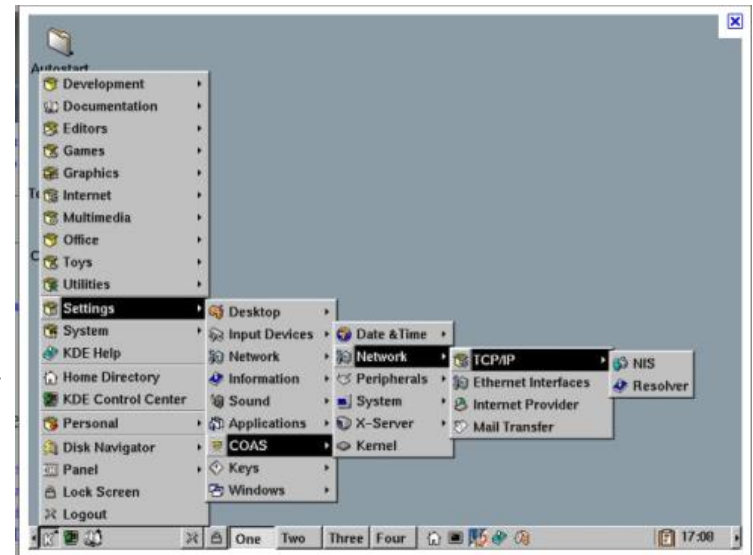 Autostart
Development
Documentation
Editors
Games
Graphics
Internet
Multimedia
Office
Toys
Utilities
Settings
System
KDE Help
Home Directory
KDE Control Center
Personal
Disk Navigator
Panel
Lock Screen
Logout
Desktop
Input Devices
Network
Information
Sound
Applications
COAS
Keys
Windows
Date &Time
Network
Peripherals
System
X-Server
Kernel
TCP/IP
Ethernet Interfaces
Internet Provider
Mail Transfer
NIS
Resolver
One Two Three Four 17:08